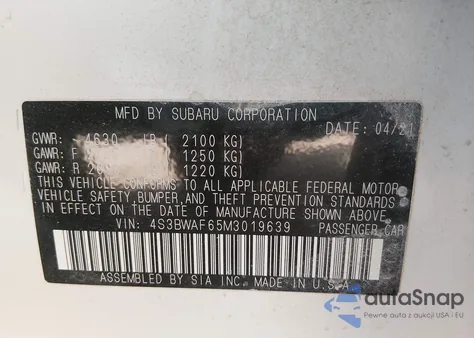 MFD BY SUBARU CORPORATION
DATE: 04/21
GVWR: 4630 LB ( 2100 KG)
GAWR: F 1250 KG)
GAWR: R 1220 KG)
THIS VEHICLE CONFORMS TO ALL APPLICABLE FEDERAL MOTOR
VEHICLE SAFETY, BUMPER, AND THEFT PREVENTION STANDARDS
IN EFFECT ON THE DATE OF MANUFACTURE SHOWN ABOVE.
VIN: 4S3BWAF65M3019639 PASSENGER CAR
ASSEMBLED BY SIA INC. MADE IN U.S.A
autaSnap
Pewne auta z aukcji USA i EU